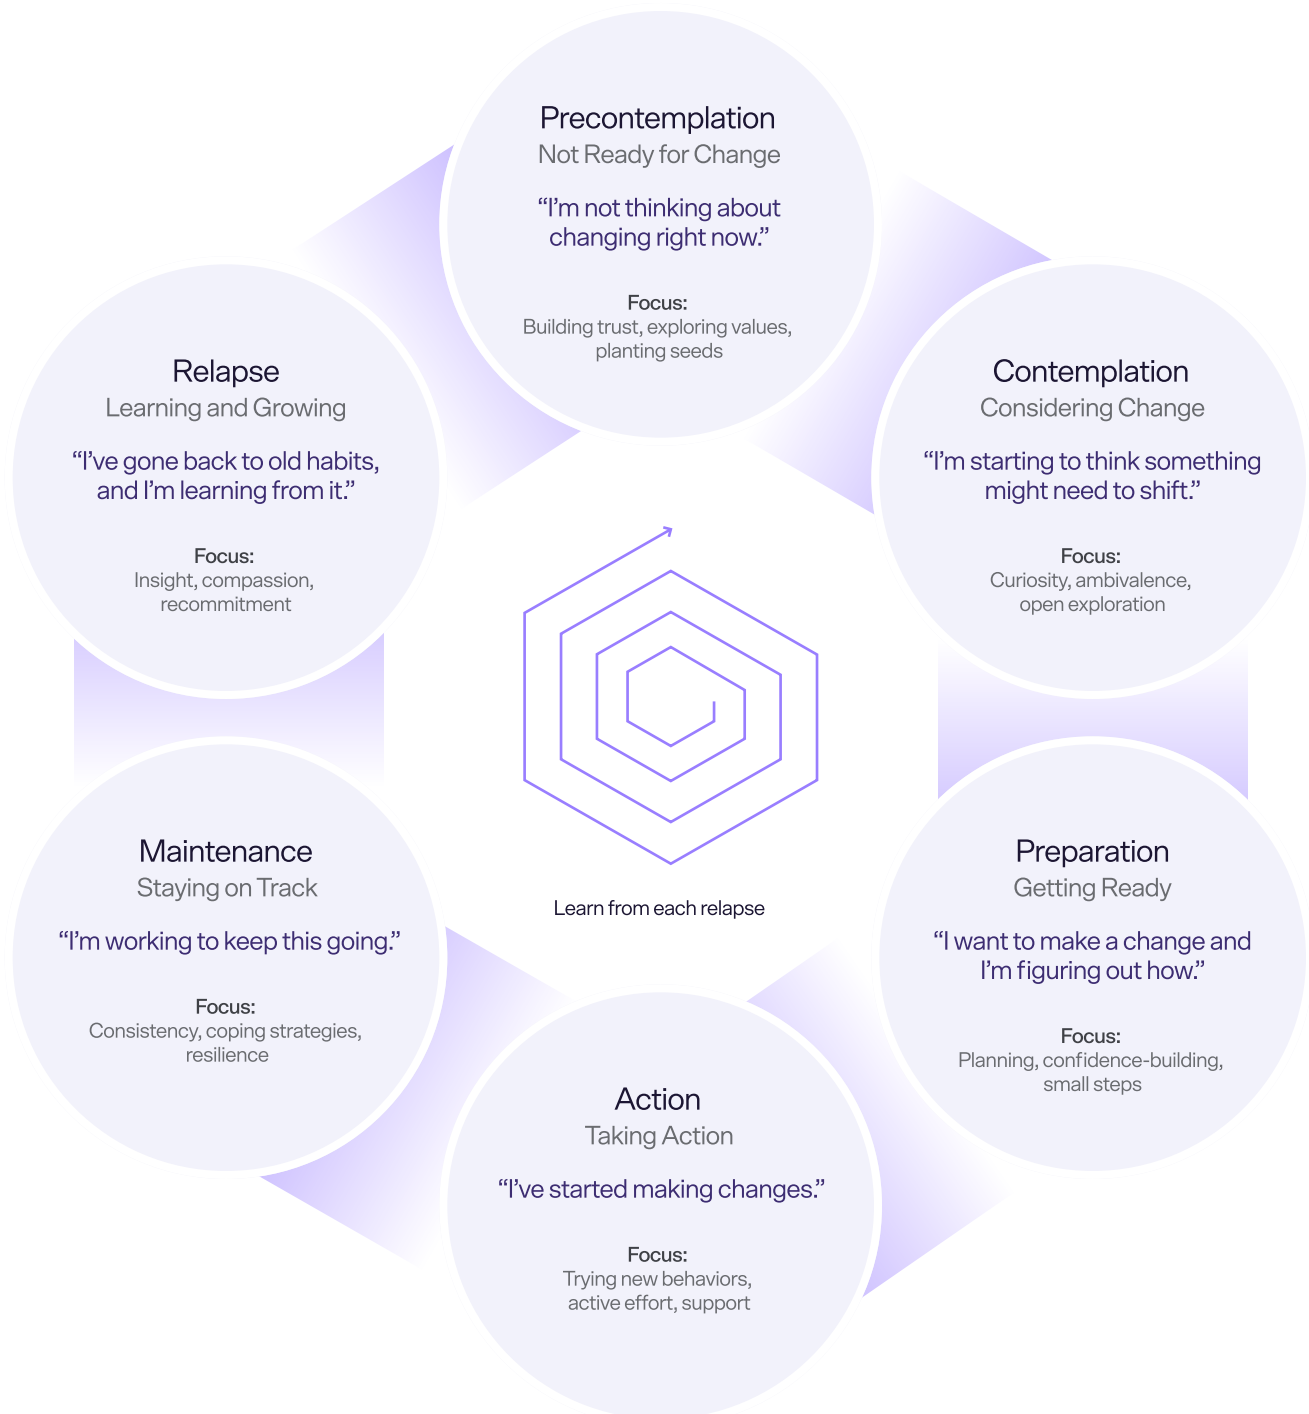 Precontemplation
Not Ready for Change
“I’m not thinking about
changing right now.”
Focus:
Building trust, exploring values,
planting seeds
Contemplation
Considering Change
“I’m starting to think something
might need to shift.”
Focus:
Curiosity, ambivalence,
open exploration
Preparation
Getting Ready
“I want to make a change and
I’m figuring out how.”
Focus:
Planning, confidence-building,
small steps
Action
Taking Action
“I’ve started making changes.”
Focus:
Trying new behaviors,
active effort, support
Maintenance
Staying on Track
“I’m working to keep this going.”
Focus:
Consistency, coping strategies,
resilience
Relapse
Learning and Growing
“I’ve gone back to old habits,
and I’m learning from it.”
Focus:
Insight, compassion,
recommitment
Learn from each relapse